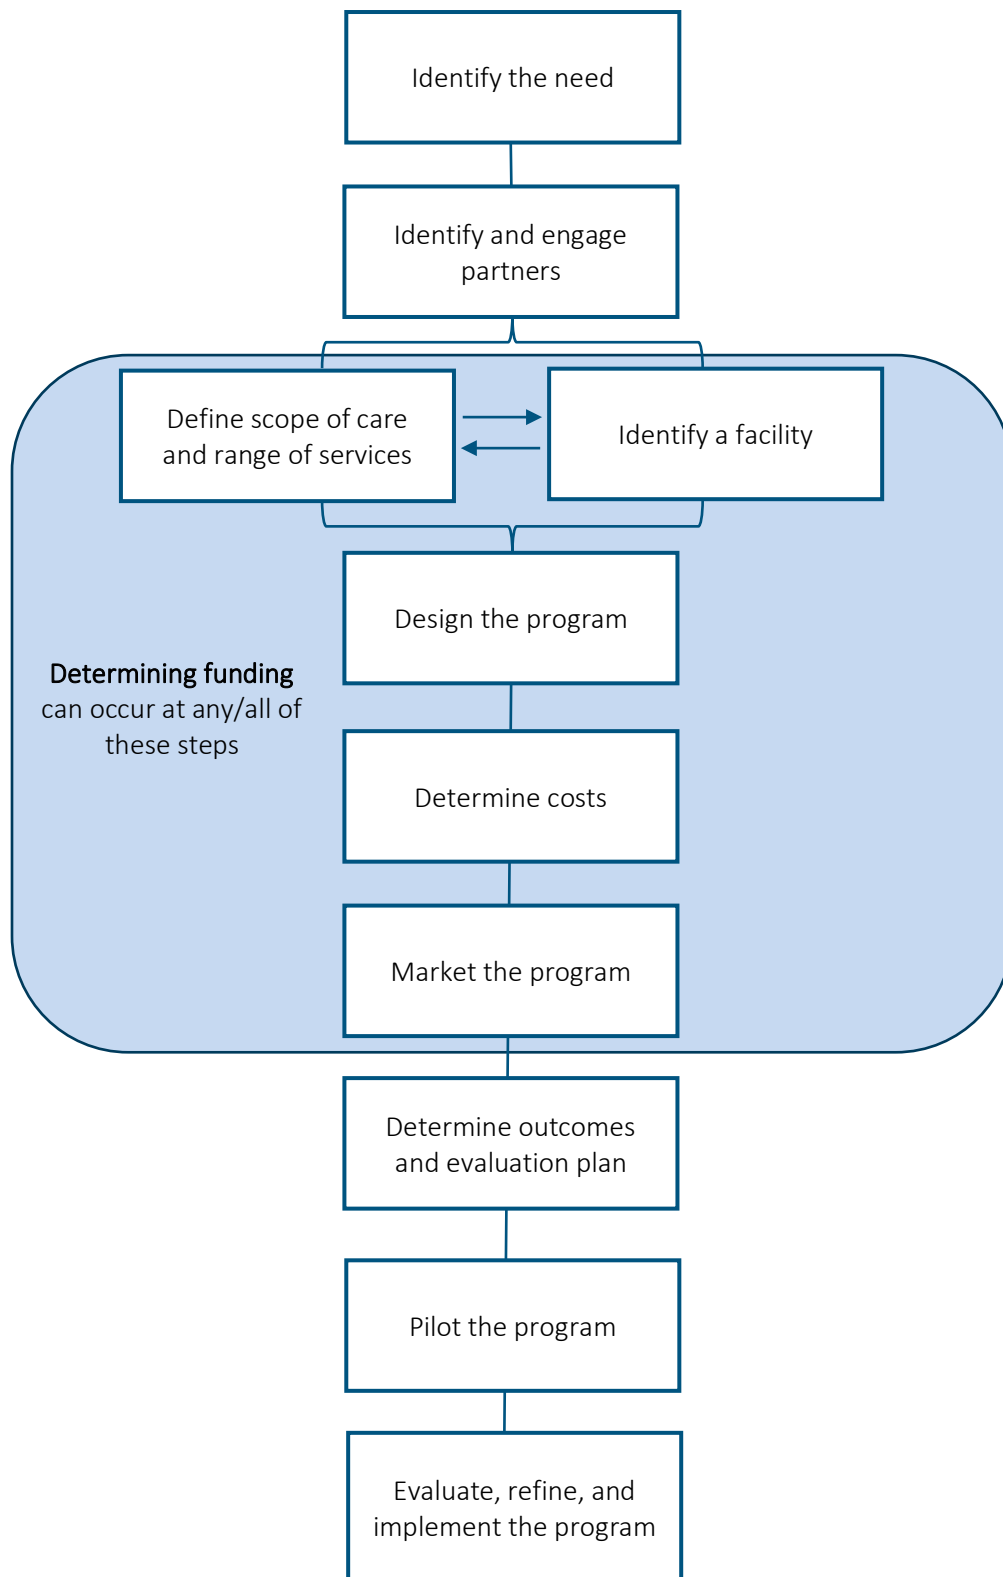 Identify the need
Identify and engage
partners
Define scope of care
and range of services
Identify a facility
Design the program
Determining funding
can occur at any/all of
these steps
Determine costs
Market the program
Determine outcomes
and evaluation plan
Pilot the program
Evaluate, refine, and
implement the program